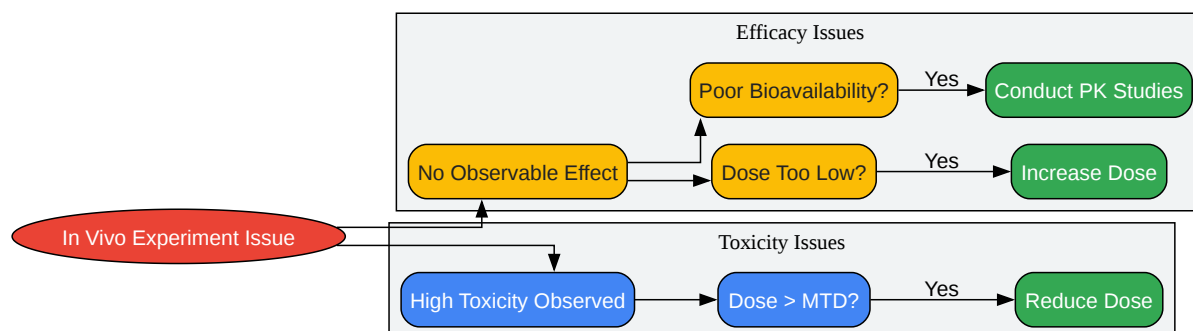 Efficacy Issues
Poor Bioavailability?
Yes
Conduct PK Studies
No Observable Effect
Dose Too Low?
Yes
Increase Dose
In Vivo Experiment Issue
Toxicity Issues
High Toxicity Observed
Dose > MTD?
Yes
Reduce Dose